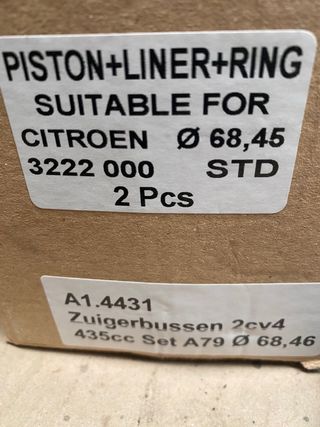 PISTON+LINER+RING
SUITABLE FOR
CITROEN Ø 68,45
3222 000 STD
2 Pcs
A1.4431
Zuigerbussen 2cv4
435cc Set A79 Ø 68,46